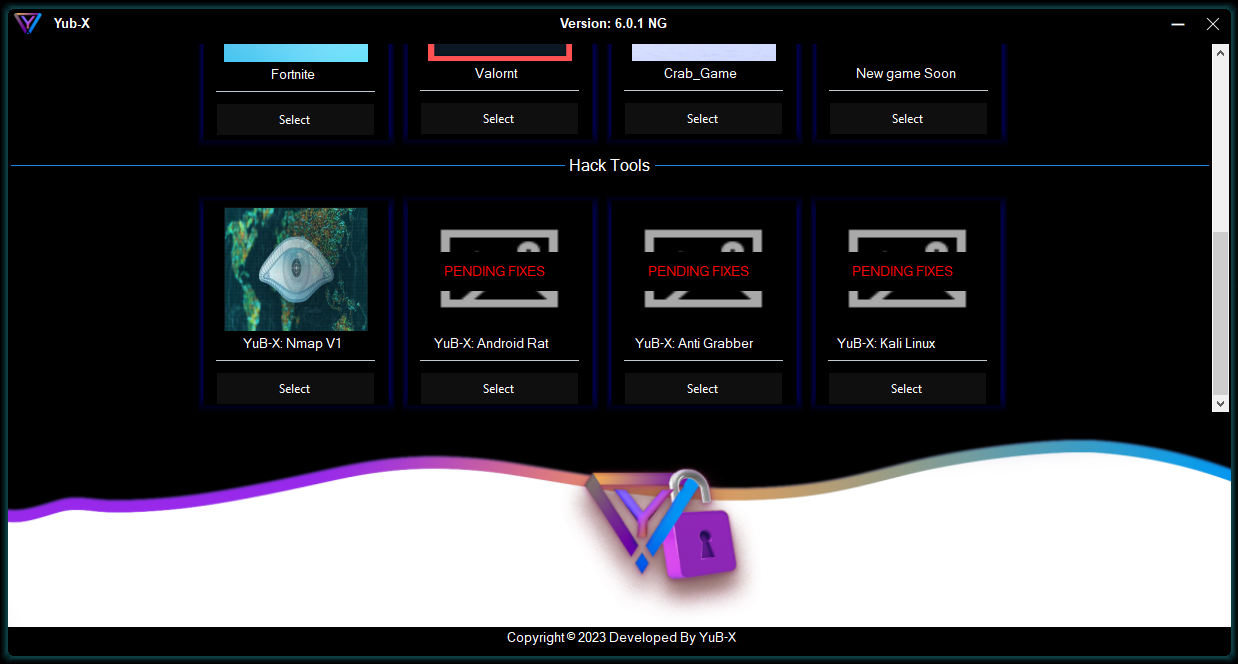 Yub-X
Version: 6.0.1 NG
Fortnite
Valornt
Crab_Game
New game Soon
Select
Select
Select
Select
Hack Tools
PENDING FIXES
PENDING FIXES
PENDING FIXES
YuB-X: Nmap V1
YuB-X: Android Rat
YuB-X: Anti Grabber
YuB-X: Kali Linux
Select
Select
Select
Select
Copyright © 2023 Developed By YuB-X